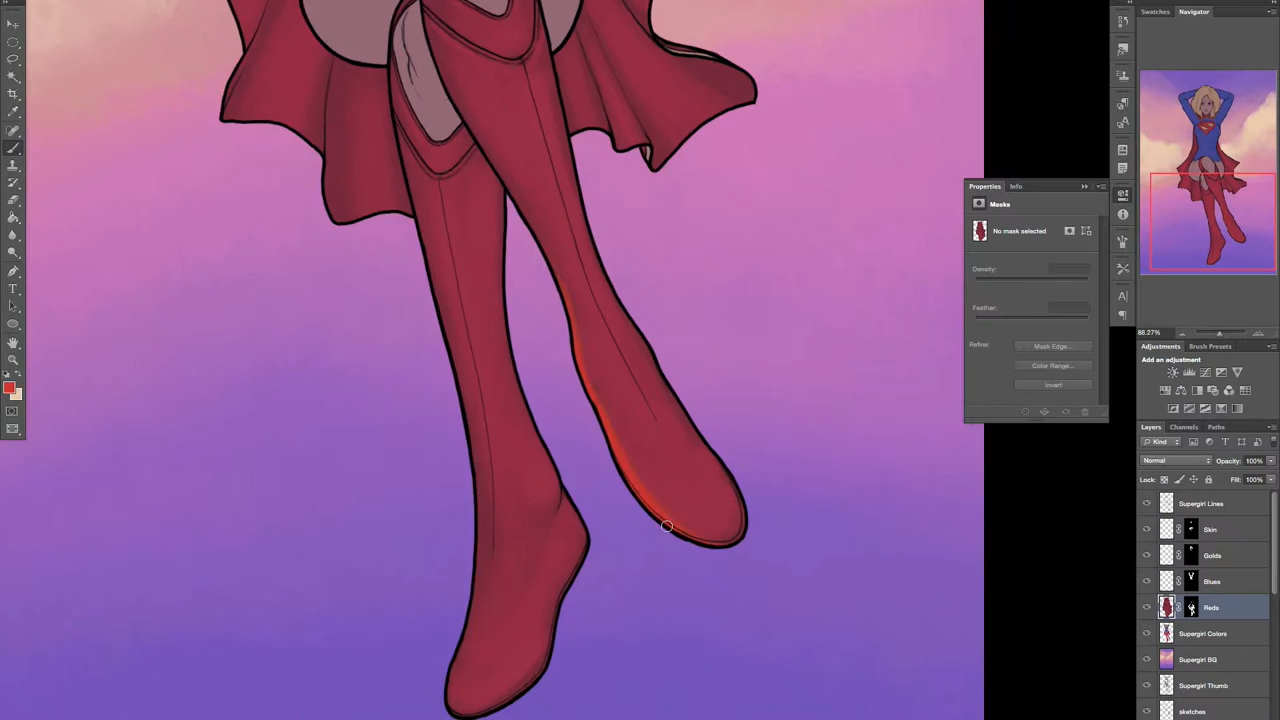 Swatches Navigator
88.27%
Properties Info
Masks
No mask selected
Density:
Feather:
Refine: Mask Edge...
Color Range...
Invert
Adjustments Brush Presets
Add an adjustment
Layers Channels Paths
Kind
Normal Opacity: 100%
Lock: Fill: 100%
Supergirl Lines
Skin
Golds
Blues
Reds
Supergirl Colors
Supergirl BG
Supergirl Thumb
sketches